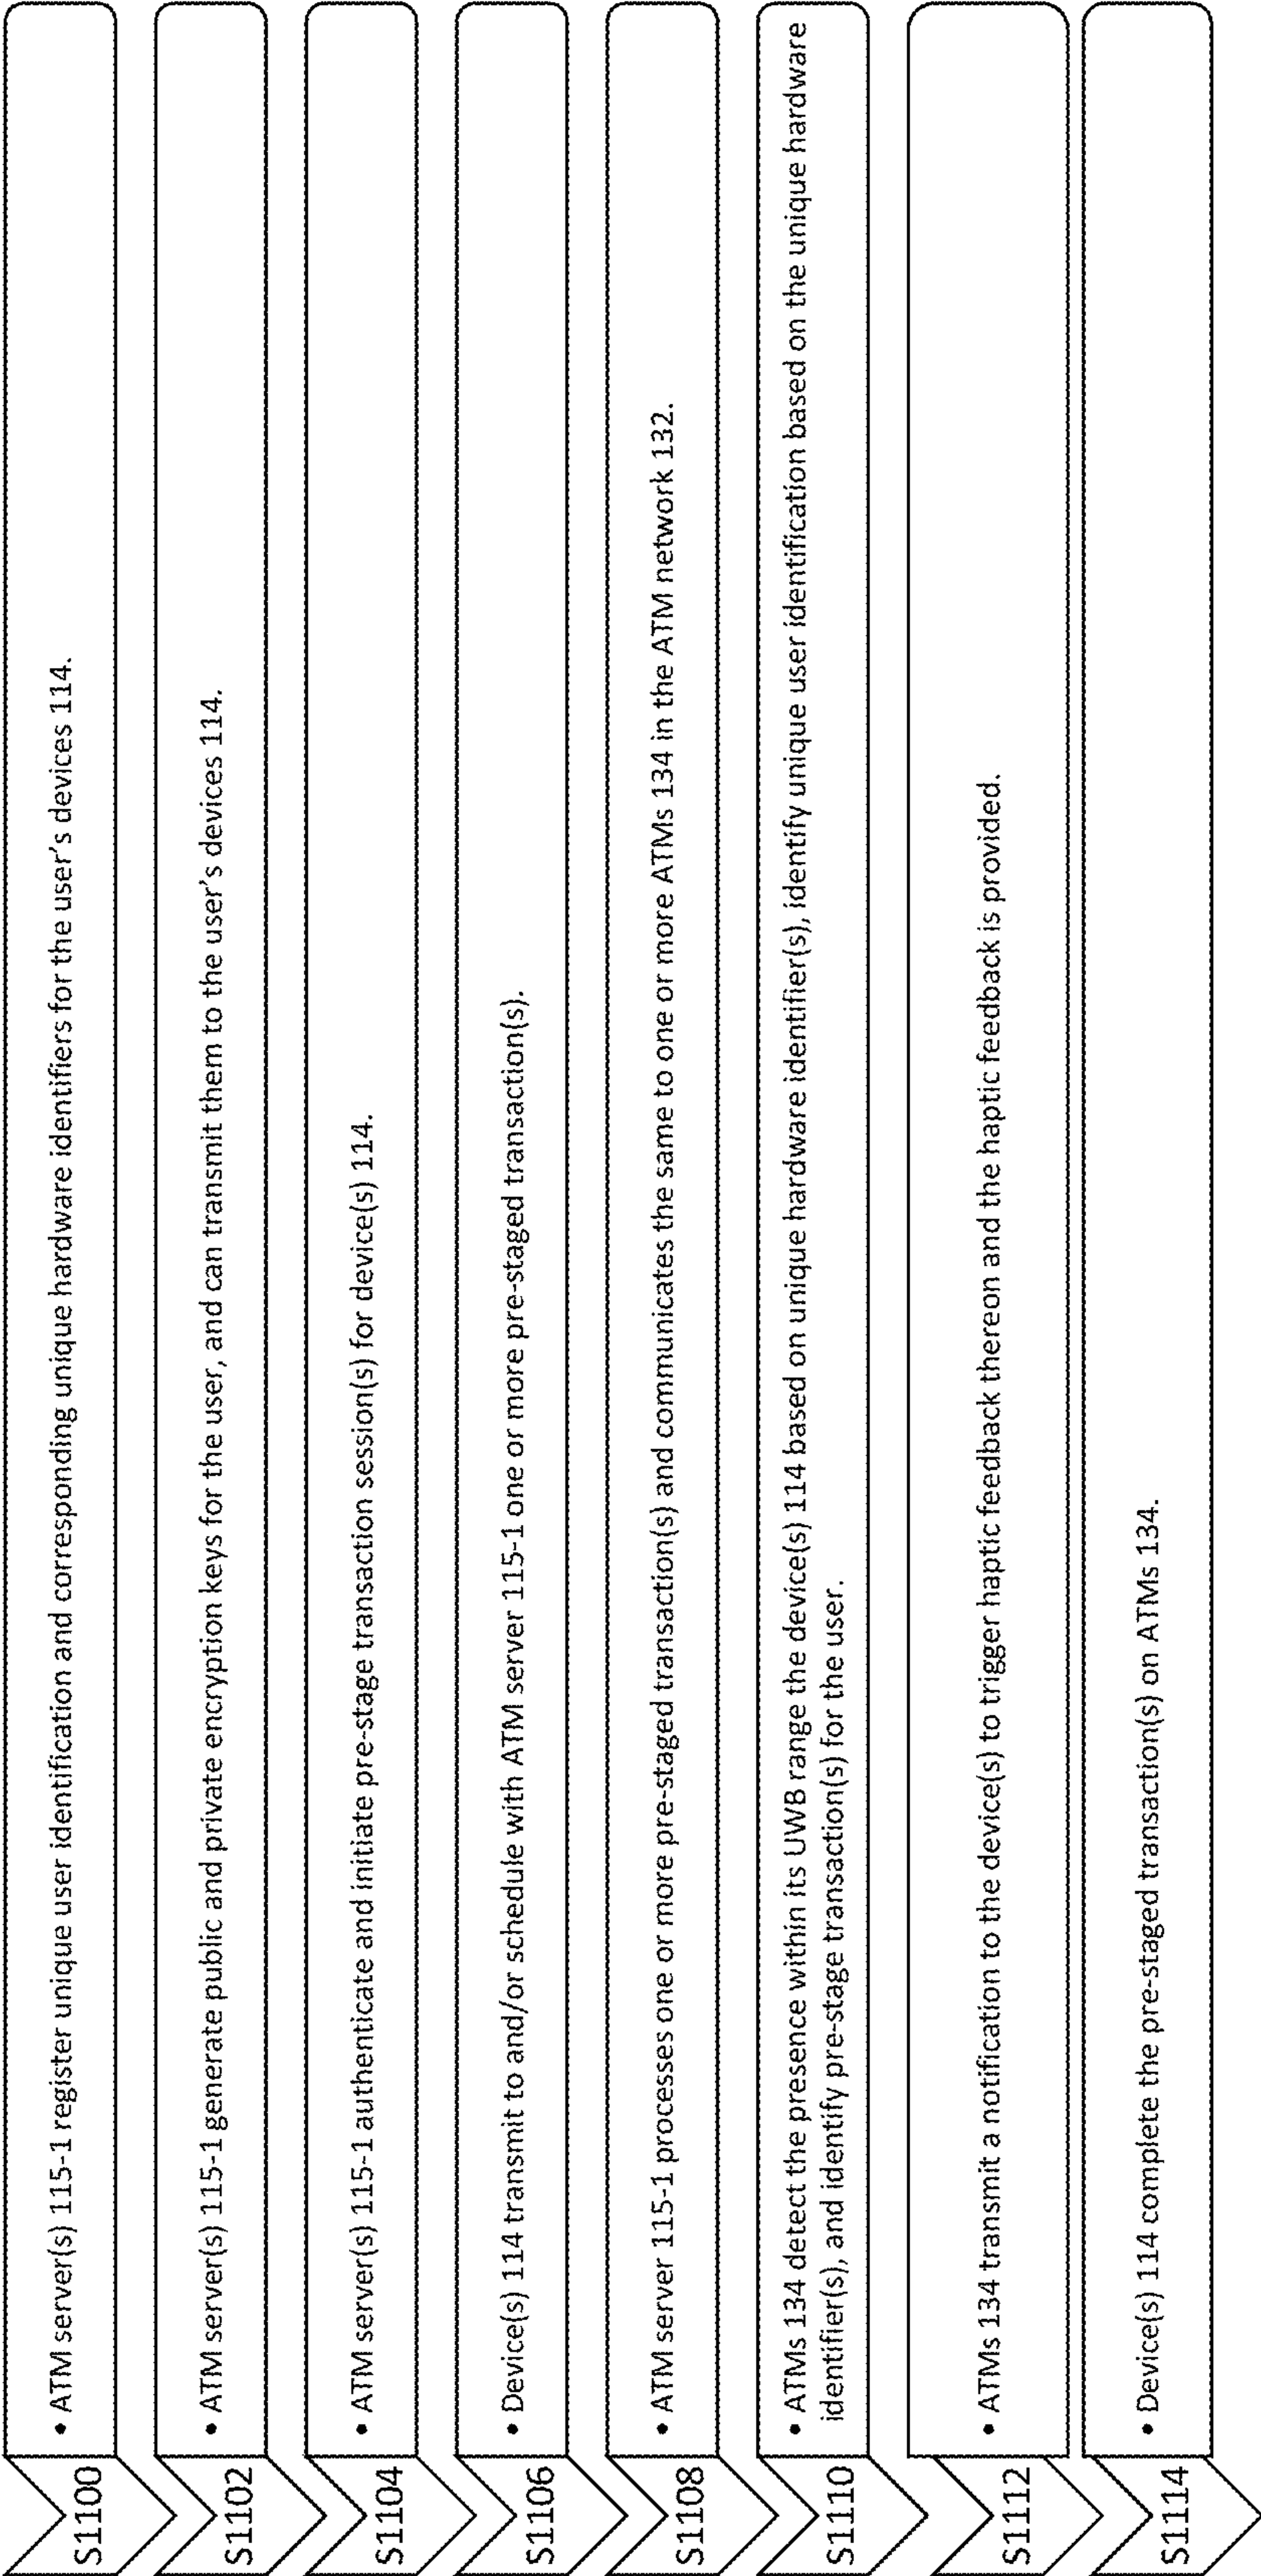 S1100
• ATM server(s) 115-1 register unique user identification and corresponding unique hardware identifiers for the user's devices 114.
S1102
• ATM server(s) 115-1 generate public and private encryption keys for the user, and can transmit them to the user's devices 114.
S1104
• ATM server(s) 115-1 authenticate and initiate pre-stage transaction session(s) for device(s) 114.
S1106
• Device(s) 114 transmit to and/or schedule with ATM server 115-1 one or more pre-staged transaction(s).
S1108
• ATM server 115-1 processes one or more pre-staged transaction(s) and communicates the same to one or more ATMs 134 in the ATM network 132.
S1110
• ATMs 134 detect the presence within its UWB range the device(s) 114 based on unique hardware identifier(s), identify unique user identification based on the unique hardware
identifier(s), and identify pre-stage transaction(s) for the user.
S1112
• ATMs 134 transmit a notification to the device(s) to trigger haptic feedback thereon and the haptic feedback is provided.
S1114
• Device(s) 114 complete the pre-staged transaction(s) on ATMs 134.